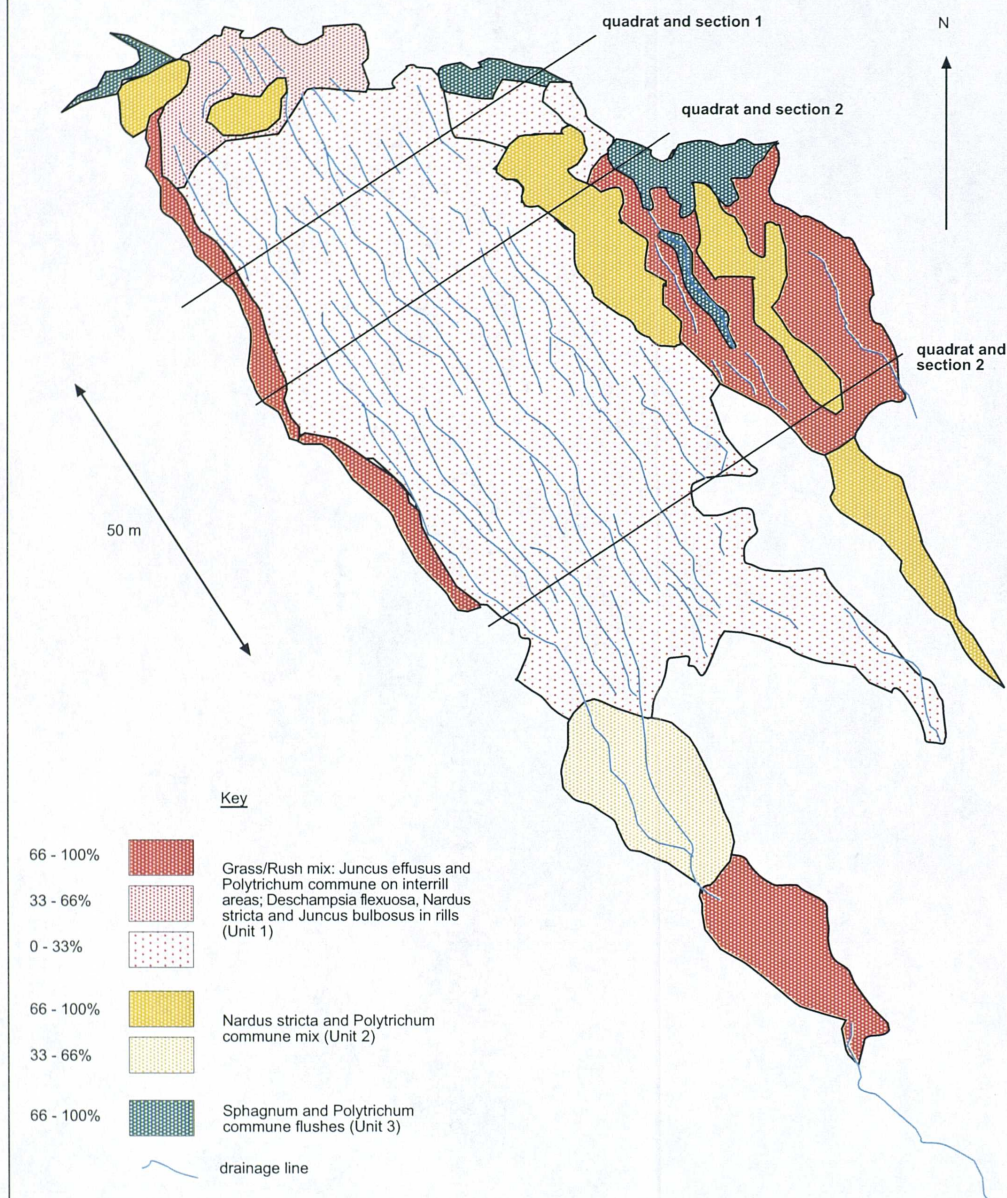 quadrat and section 1
N
quadrat and section 2
quadrat and
section 2
50 m
Key
66 - 100%
33 - 66%
0 - 33%
Grass/Rush mix: Juncus effusus and
Polytrichum commune on interrill
areas; Deschampsia flexuosa, Nardus
stricta and Juncus bulbosus in rills
(Unit 1)
66 - 100%
33 - 66%
Nardus stricta and Polytrichum
commune mix (Unit 2)
66 - 100%
Sphagnum and Polytrichum
commune flushes (Unit 3)
drainage line